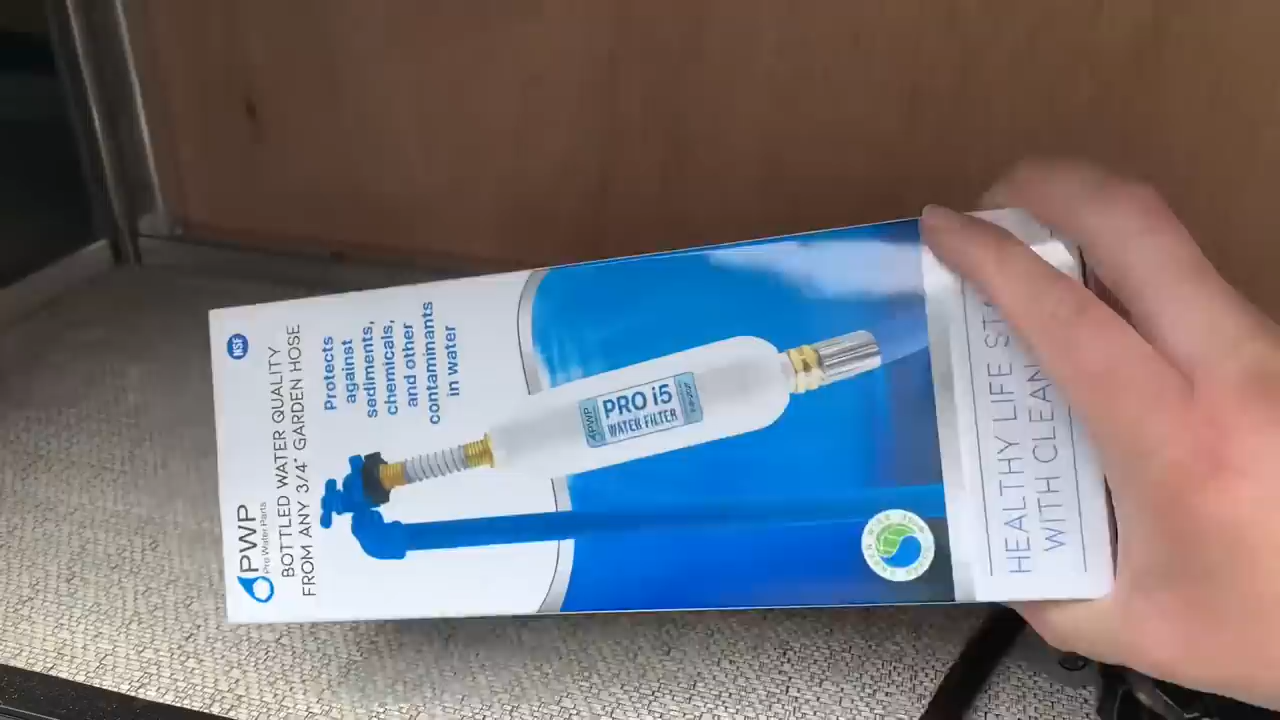 NSF
PWP
Pro Water Parts
BOTTLED WATER QUALITY
FROM ANY 3/4" GARDEN HOSE
Protects
against
sediments,
chemicals,
and other
contaminants
in water
PWP
PRO i5
WATER FILTER
HEALTHY LIFE
WITH CLEAN